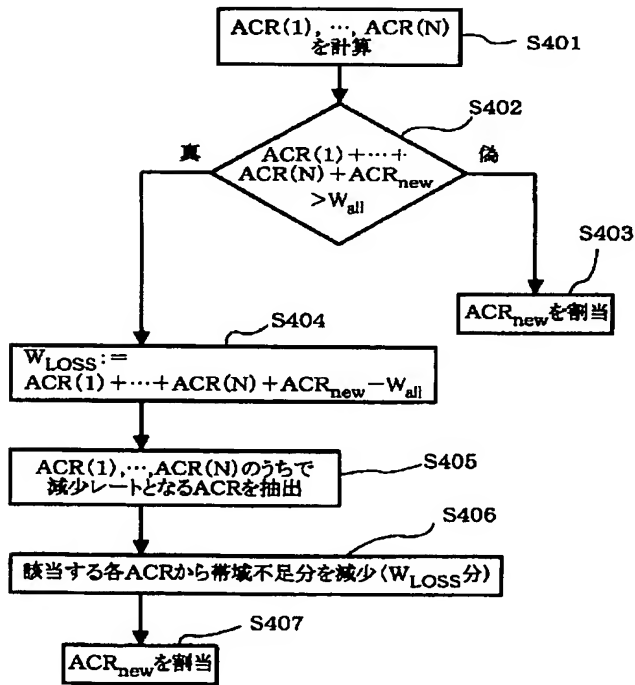 ACR(1), …, ACR(N)
を計算
S401
S402
真
ACR(1)+…+
ACR(N)+ACRnew
>Wall
偽
S403
ACRnewを割当
S404
WLOSS:=
ACR(1)+…+ACR(N)+ACRnew−Wall
ACR(1),…,ACR(N)のうちで
減少レートとなるACRを抽出
S405
S406
該当する各ACRから帯域不足分を減少(WLOSS分)
S407
ACRnewを割当